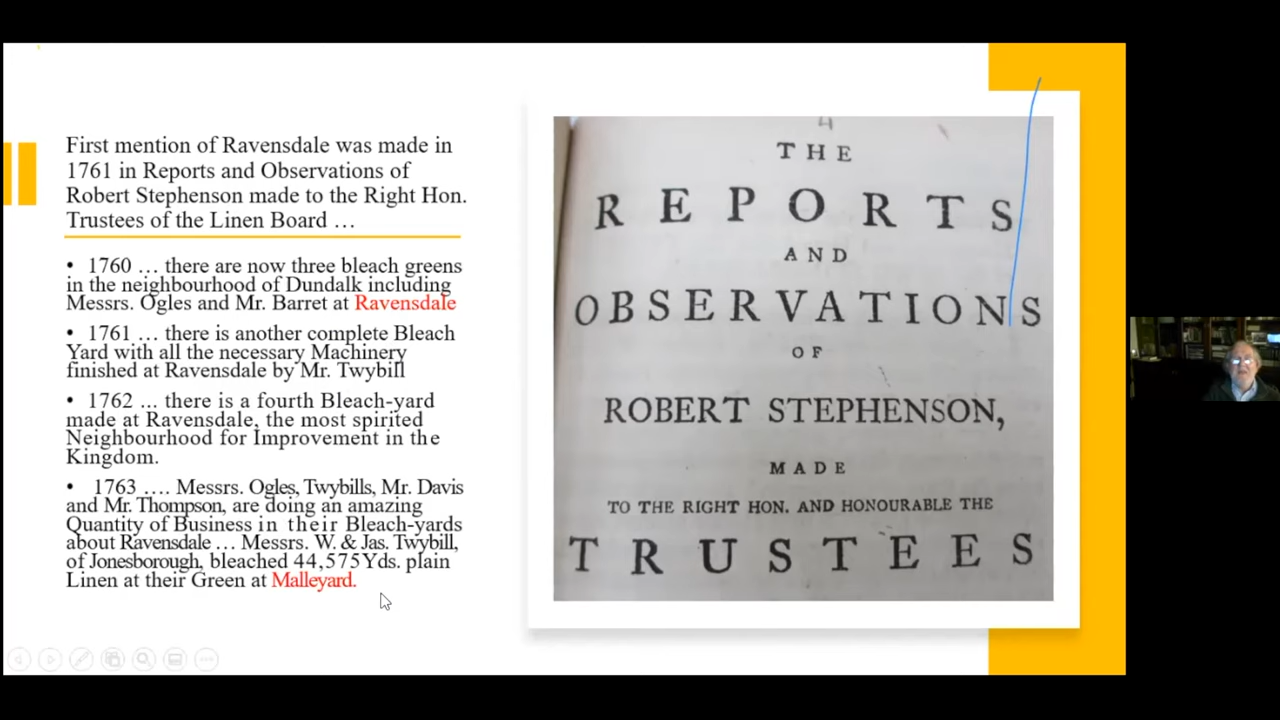 First mention of Ravensdale was made in
1761 in Reports and Observations of
Robert Stephenson made to the Right Hon.
Trustees of the Linen Board …
• 1760 … there are now three bleach greens
in the neighbourhood of Dundalk including
Messrs. Ogles and Mr. Barret at Ravensdale
• 1761 … there is another complete Bleach
Yard with all the necessary Machinery
finished at Ravensdale by Mr. Twybill
• 1762 … there is a fourth Bleach-yard
made at Ravensdale, the most spirited
Neighbourhood for Improvement in the
Kingdom.
• 1763 …. Messrs. Ogles, Twybills, Mr. Davis
and Mr. Thompson, are doing an amazing
Quantity of Business in their Bleach-yards
about Ravensdale … Messrs. W. & Jas. Twybill,
of Jonesborough, bleached 44,575Yds. plain
Linen at their Green at Malleyard.
THE
REPORTS
AND
OBSERVATIONS
OF
ROBERT STEPHENSON,
MADE
TO THE RIGHT HON. AND HONOURABLE THE
TRUSTEES